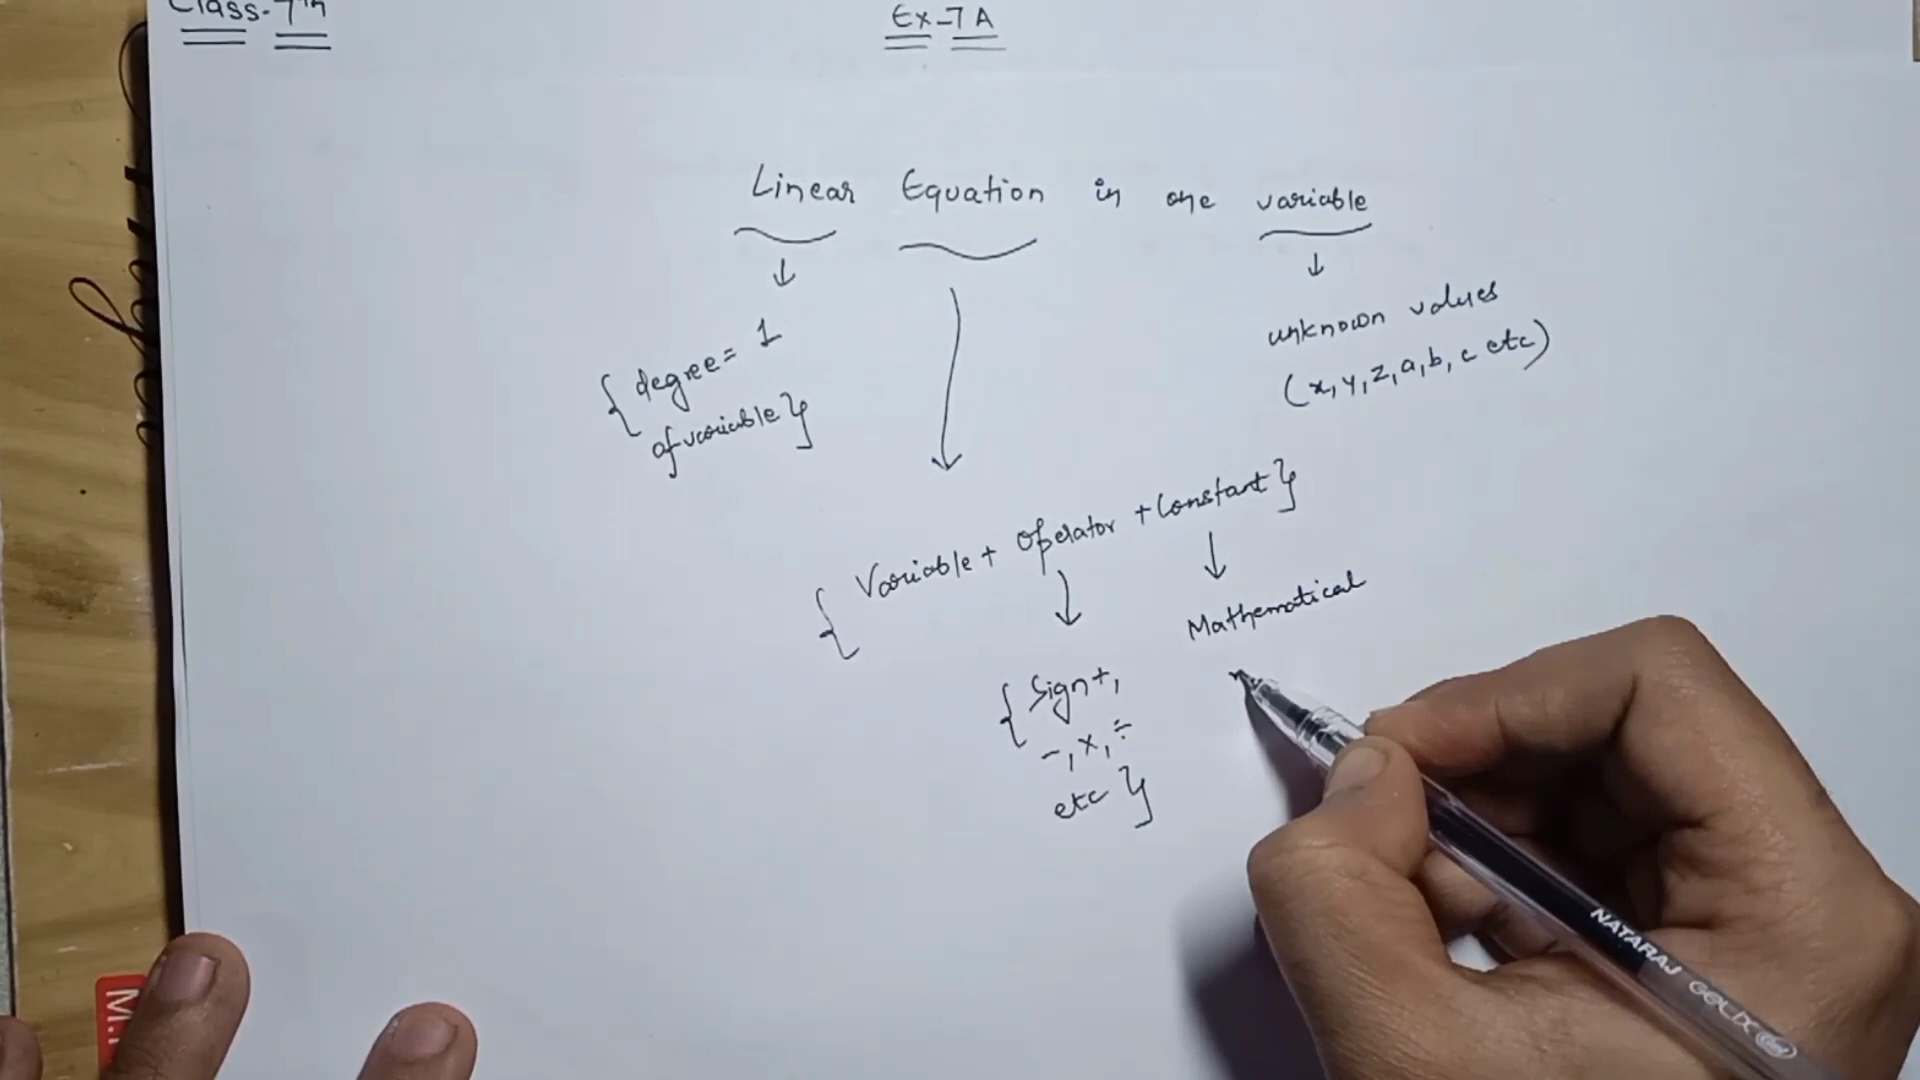 Class-7th
Ex-7A
Linear Equation in one variable
{ degree = 1
of variable }
unknown values
(x, y, z, a, b, c etc)
{ Variable + Operator + Constant }
{ Sign +,
-, x, ÷
etc }
Mathematical
M.
NATARAJ GELIX